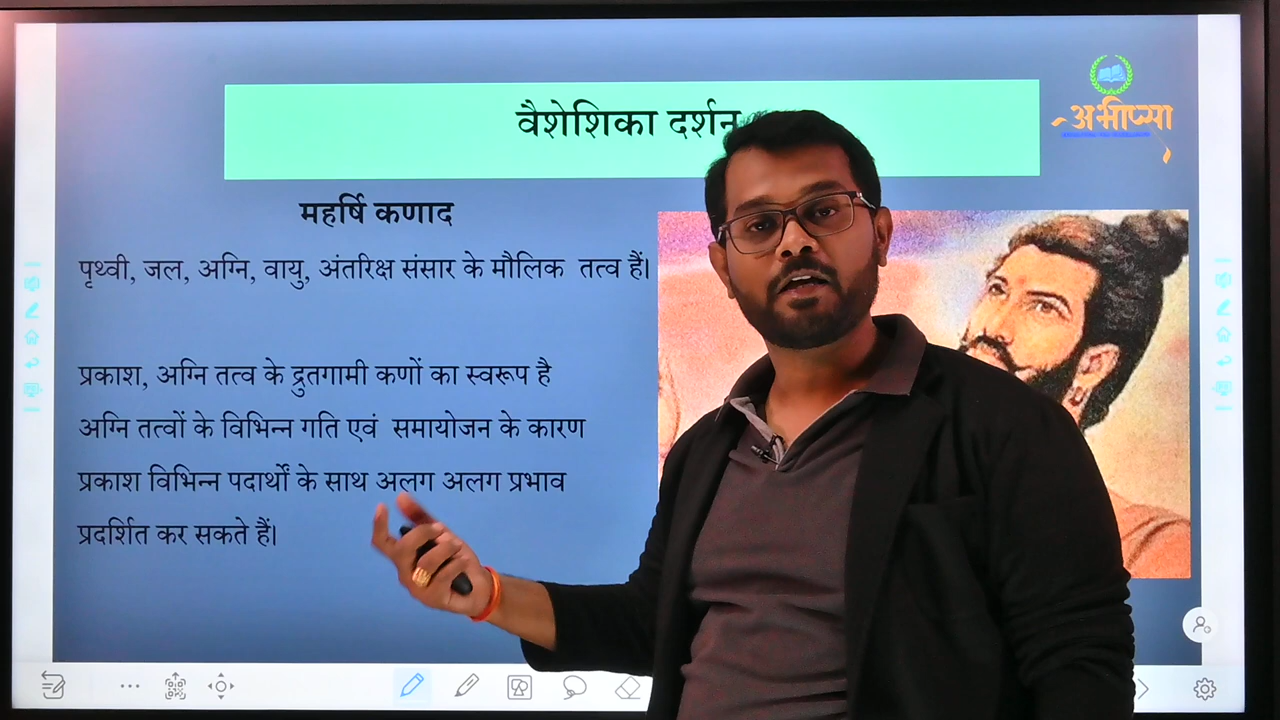 वैशेशिका दर्शन
अभीप्सा
महर्षि कणाद
पृथ्वी, जल, अग्नि, वायु, अंतरिक्ष संसार के मौलिक तत्व हैं।
प्रकाश, अग्नि तत्व के द्रुतगामी कणों का स्वरूप है
अग्नि तत्वों के विभिन्न गति एवं समायोजन के कारण
प्रकाश विभिन्न पदार्थों के साथ अलग अलग प्रभाव
प्रदर्शित कर सकते हैं।